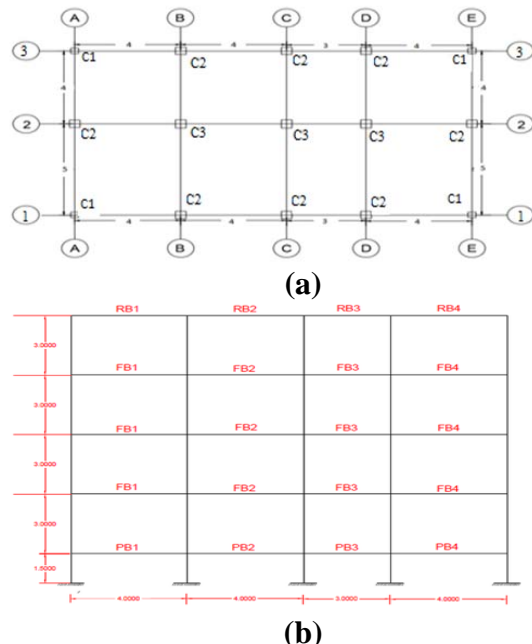 A B C D E
4 4 3 4
3 C1 C2 C2 C2 C1 3
4 4
2 C2 C3 C3 C3 C2 2
5 5
1 C1 C2 C2 C2 C1 1
4 4 3 4
A B C D E
(a)
RB1 RB2 RB3 RB4
3.0000
FB1 FB2 FB3 FB4
3.0000
FB1 FB2 FB3 FB4
3.0000
FB1 FB2 FB3 FB4
3.0000
PB1 PB2 PB3 PB4
1.5000
4.0000 4.0000 3.0000 4.0000
(b)